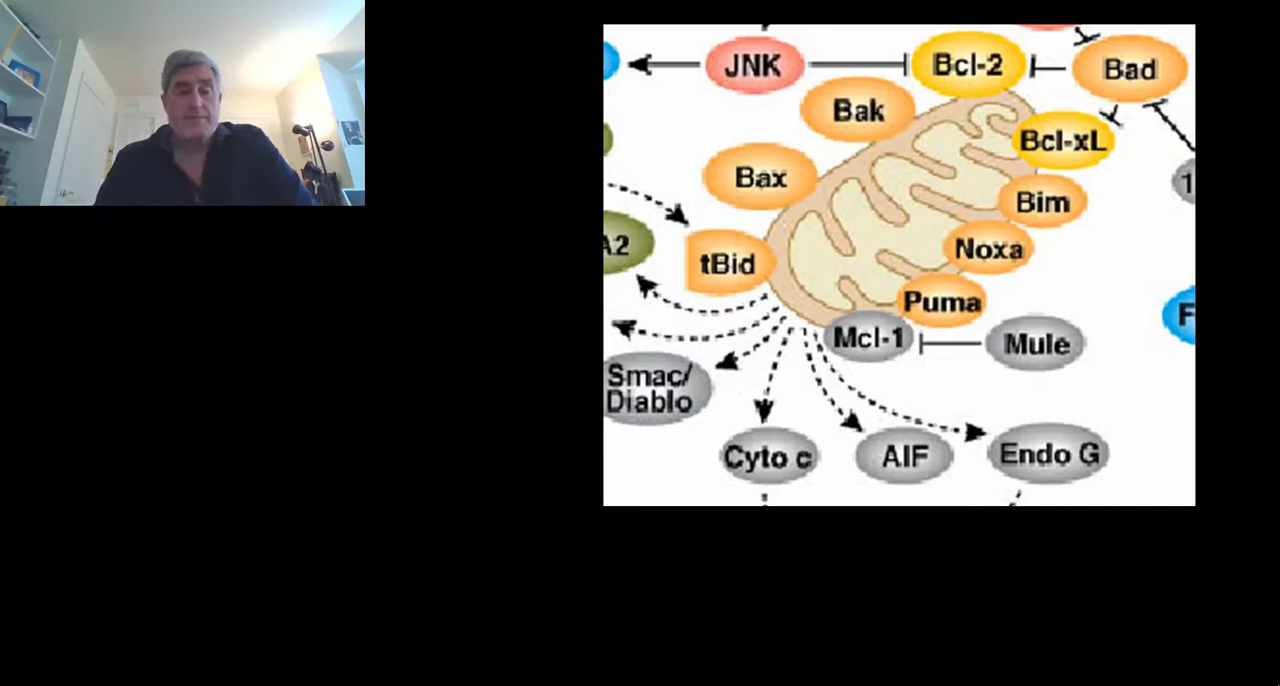 JNK
Bcl-2
Bad
Bak
Bcl-xL
Bax
Bim
1
A2
tBid
Noxa
Puma
F
Mcl-1
Mule
Smac/
Diablo
Cyto c
AIF
Endo G